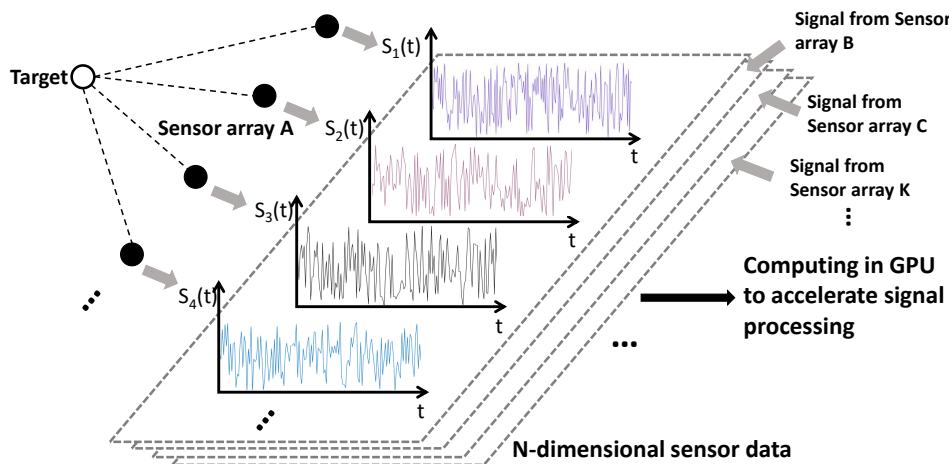 Target
Sensor array A
S1(t)
t
S2(t)
t
S3(t)
t
S4(t)
t
Signal from Sensor
array B
Signal from
Sensor array C
Signal from
Sensor array K
...
Computing in GPU
to accelerate signal
processing
...
...
...
N-dimensional sensor data